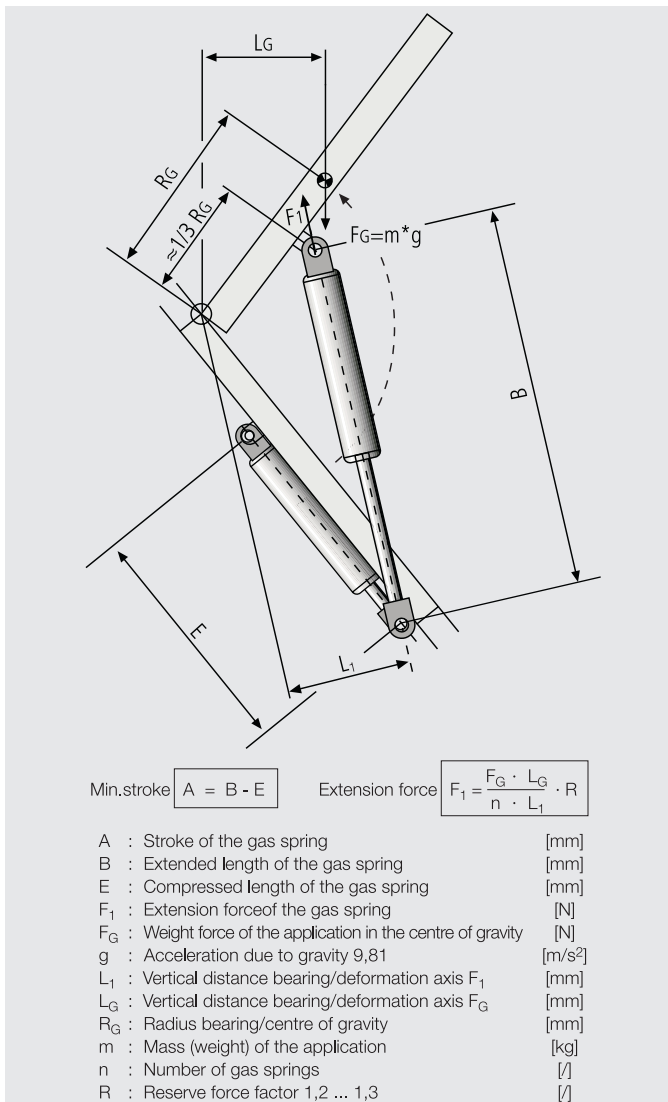 LG
RG
≈1/3 RG
F1
FG=m*g
B
E
L1
Min.stroke A = B - E Extension force F1 = FG · LG / n · L1 · R
A : Stroke of the gas spring [mm]
B : Extended length of the gas spring [mm]
E : Compressed length of the gas spring [mm]
F1 : Extension forceof the gas spring [N]
FG : Weight force of the application in the centre of gravity [N]
g : Acceleration due to gravity 9,81 [m/s²]
L1 : Vertical distance bearing/deformation axis F1 [mm]
LG : Vertical distance bearing/deformation axis FG [mm]
RG : Radius bearing/centre of gravity [mm]
m : Mass (weight) of the application [kg]
n : Number of gas springs [/]
R : Reserve force factor 1,2 ... 1,3 [/]